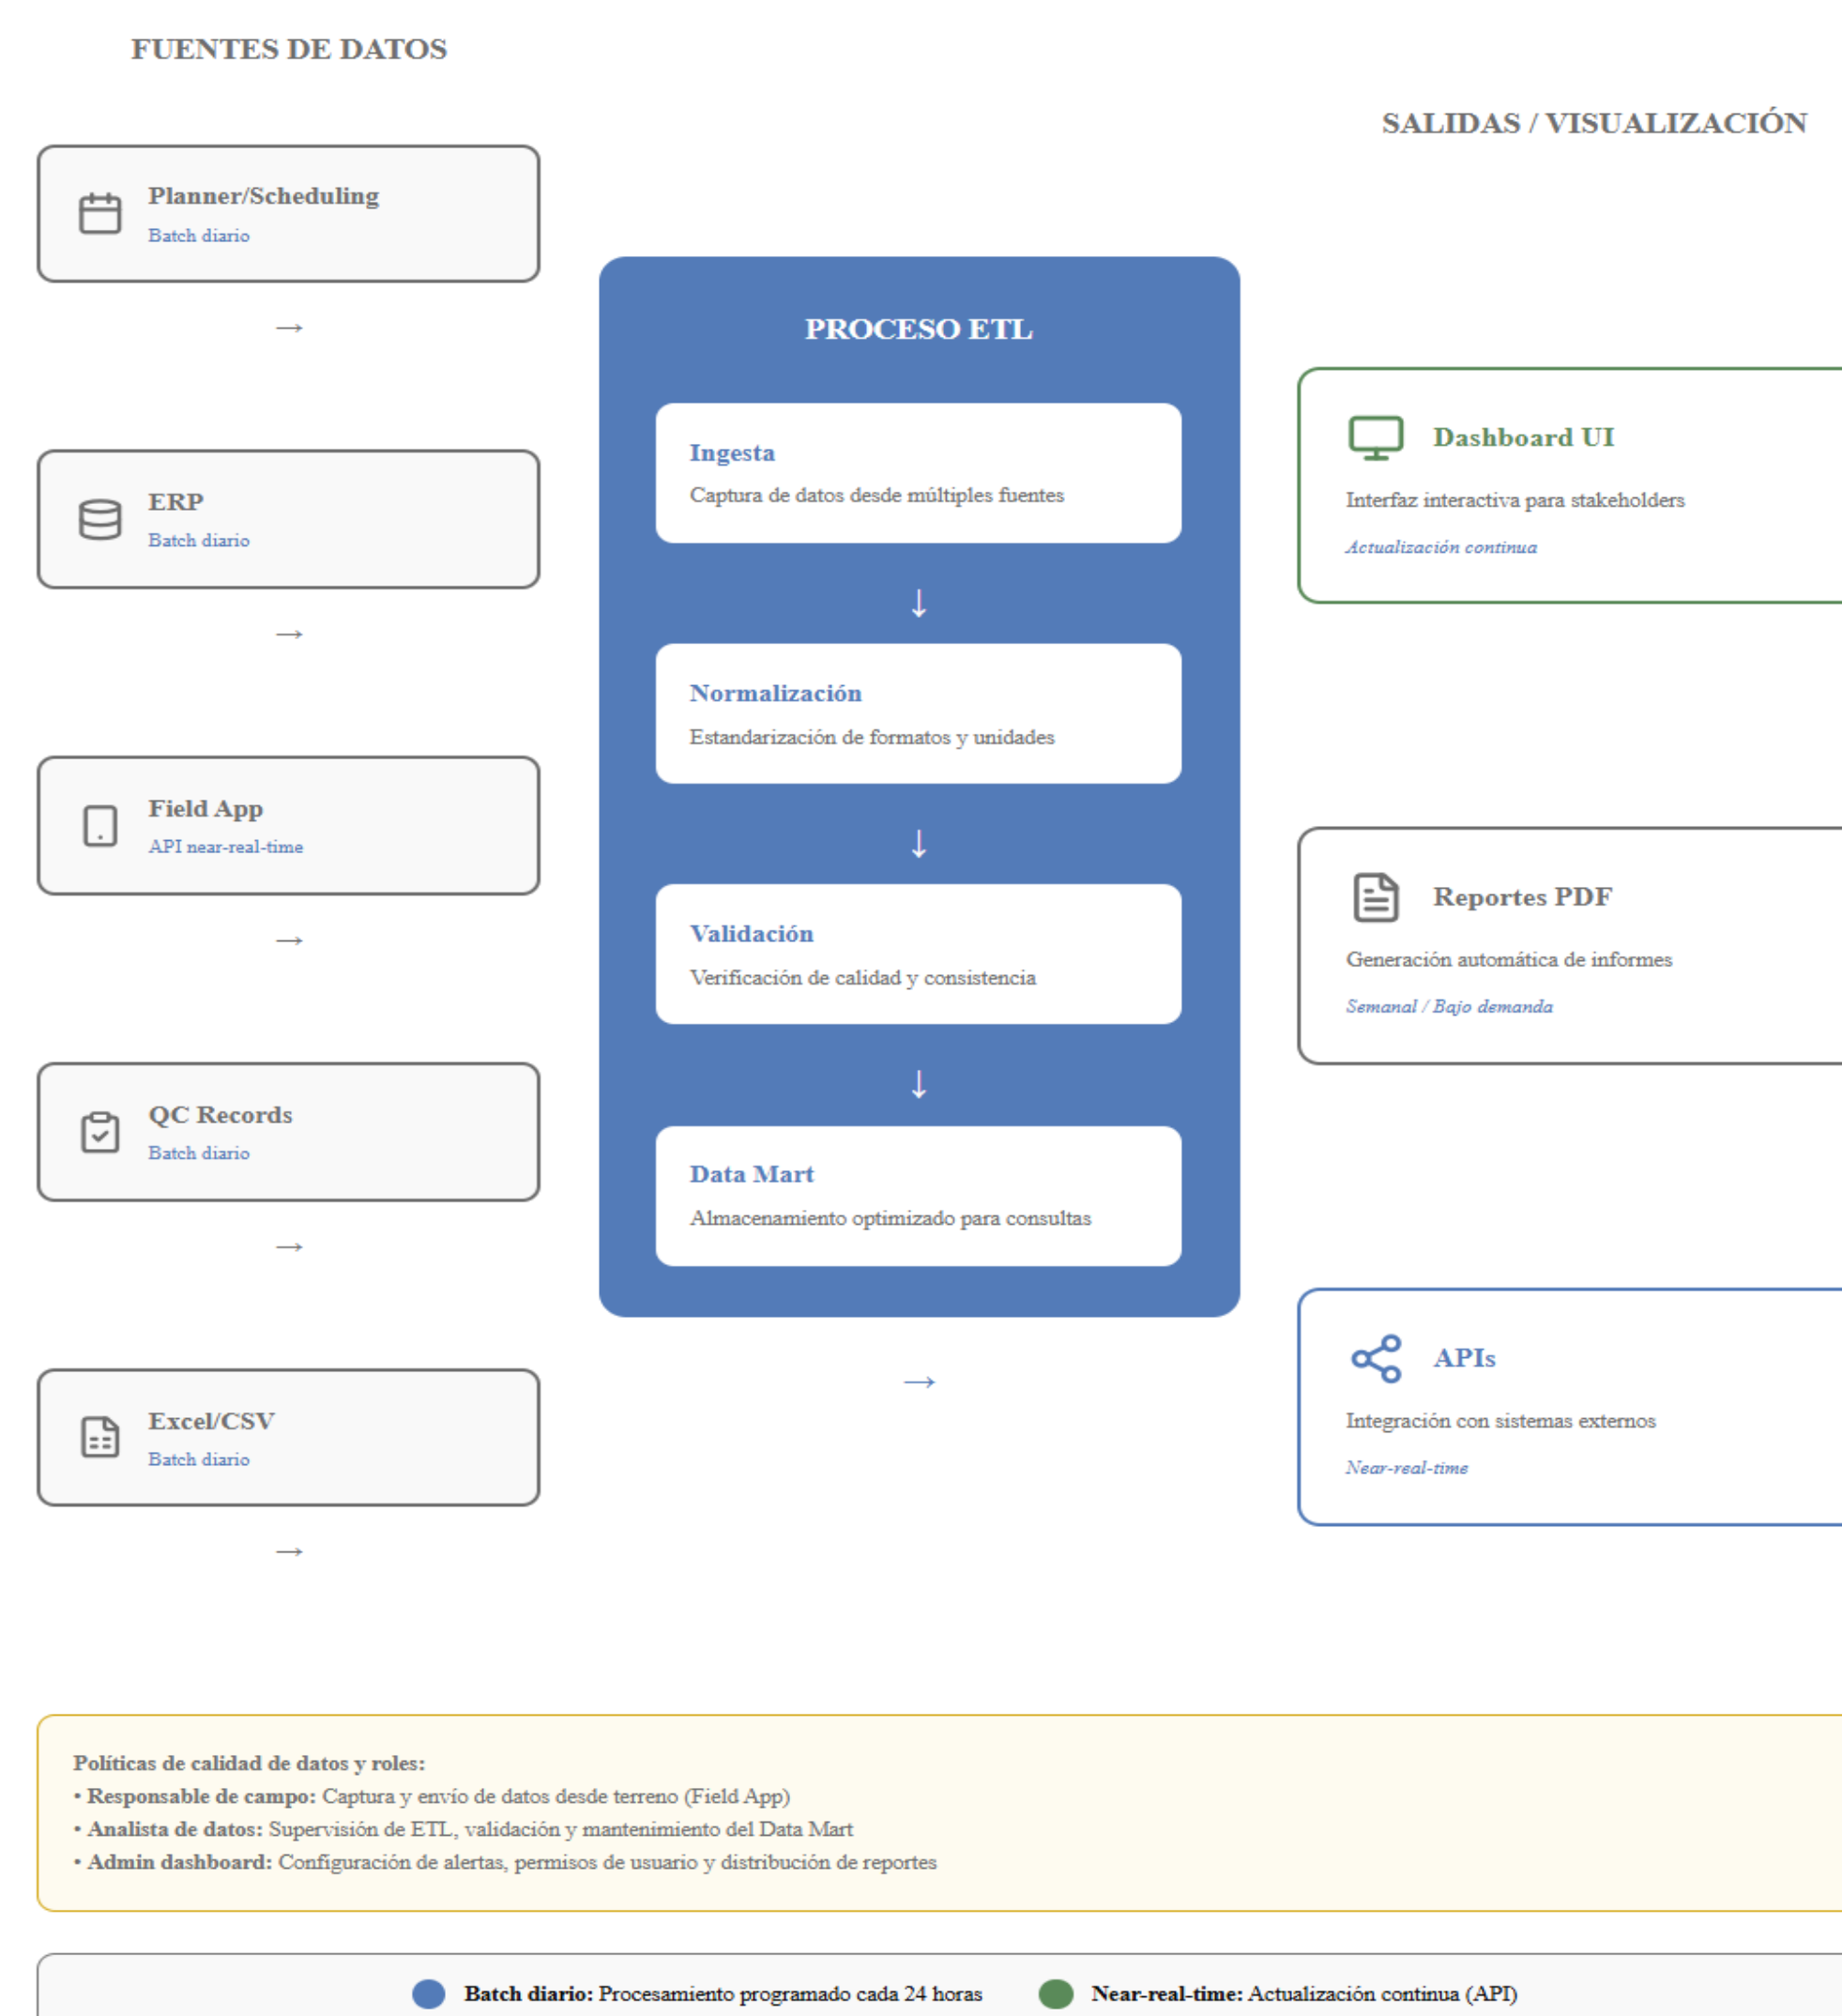 FUENTES DE DATOS
Planner/Scheduling
Batch diario
→
ERP
Batch diario
→
Field App
API near-real-time
→
QC Records
Batch diario
→
Excel/CSV
Batch diario
→
PROCESO ETL
Ingesta
Captura de datos desde múltiples fuentes
↓
Normalización
Estandarización de formatos y unidades
↓
Validación
Verificación de calidad y consistencia
↓
Data Mart
Almacenamiento optimizado para consultas
→
SALIDAS / VISUALIZACIÓN
Dashboard UI
Interfaz interactiva para stakeholders
Actualización continua
Reportes PDF
Generación automática de informes
Semanal / Bajo demanda
APIs
Integración con sistemas externos
Near-real-time
Políticas de calidad de datos y roles:
• Responsable de campo: Captura y envío de datos desde terreno (Field App)
• Analista de datos: Supervisión de ETL, validación y mantenimiento del Data Mart
• Admin dashboard: Configuración de alertas, permisos de usuario y distribución de reportes
Batch diario: Procesamiento programado cada 24 horas
Near-real-time: Actualización continua (API)